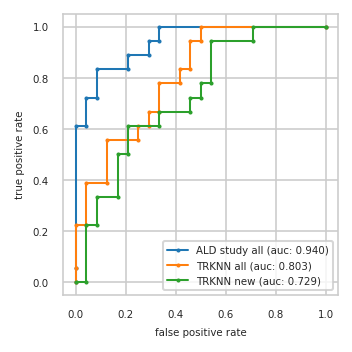 1.0
0.8
0.6
0.4
0.2
0.0
true positive rate
ALD study all (auc: 0.940)
TRKNN all (auc: 0.803)
TRKNN new (auc: 0.729)
0.0 0.2 0.4 0.6 0.8 1.0
false positive rate